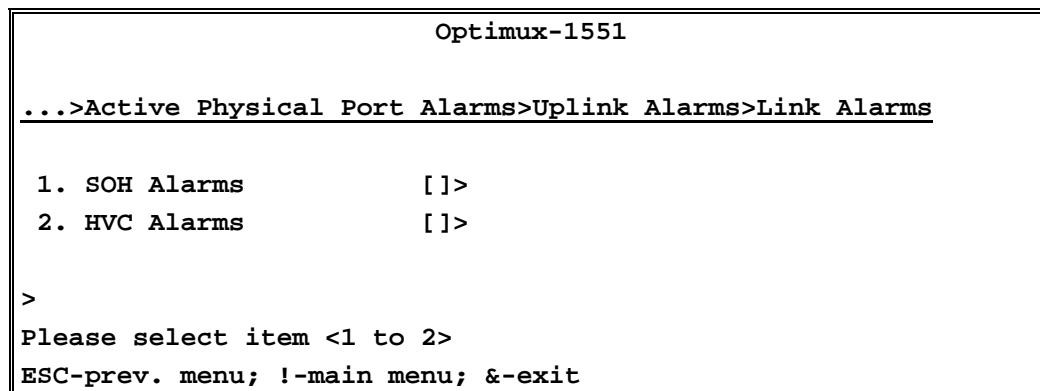 Optimux-1551
...>Active Physical Port Alarms>Uplink Alarms>Link Alarms
1. SOH Alarms []>
2. HVC Alarms []>
>
Please select item <1 to 2>
ESC-prev. menu; !-main menu; &-exit